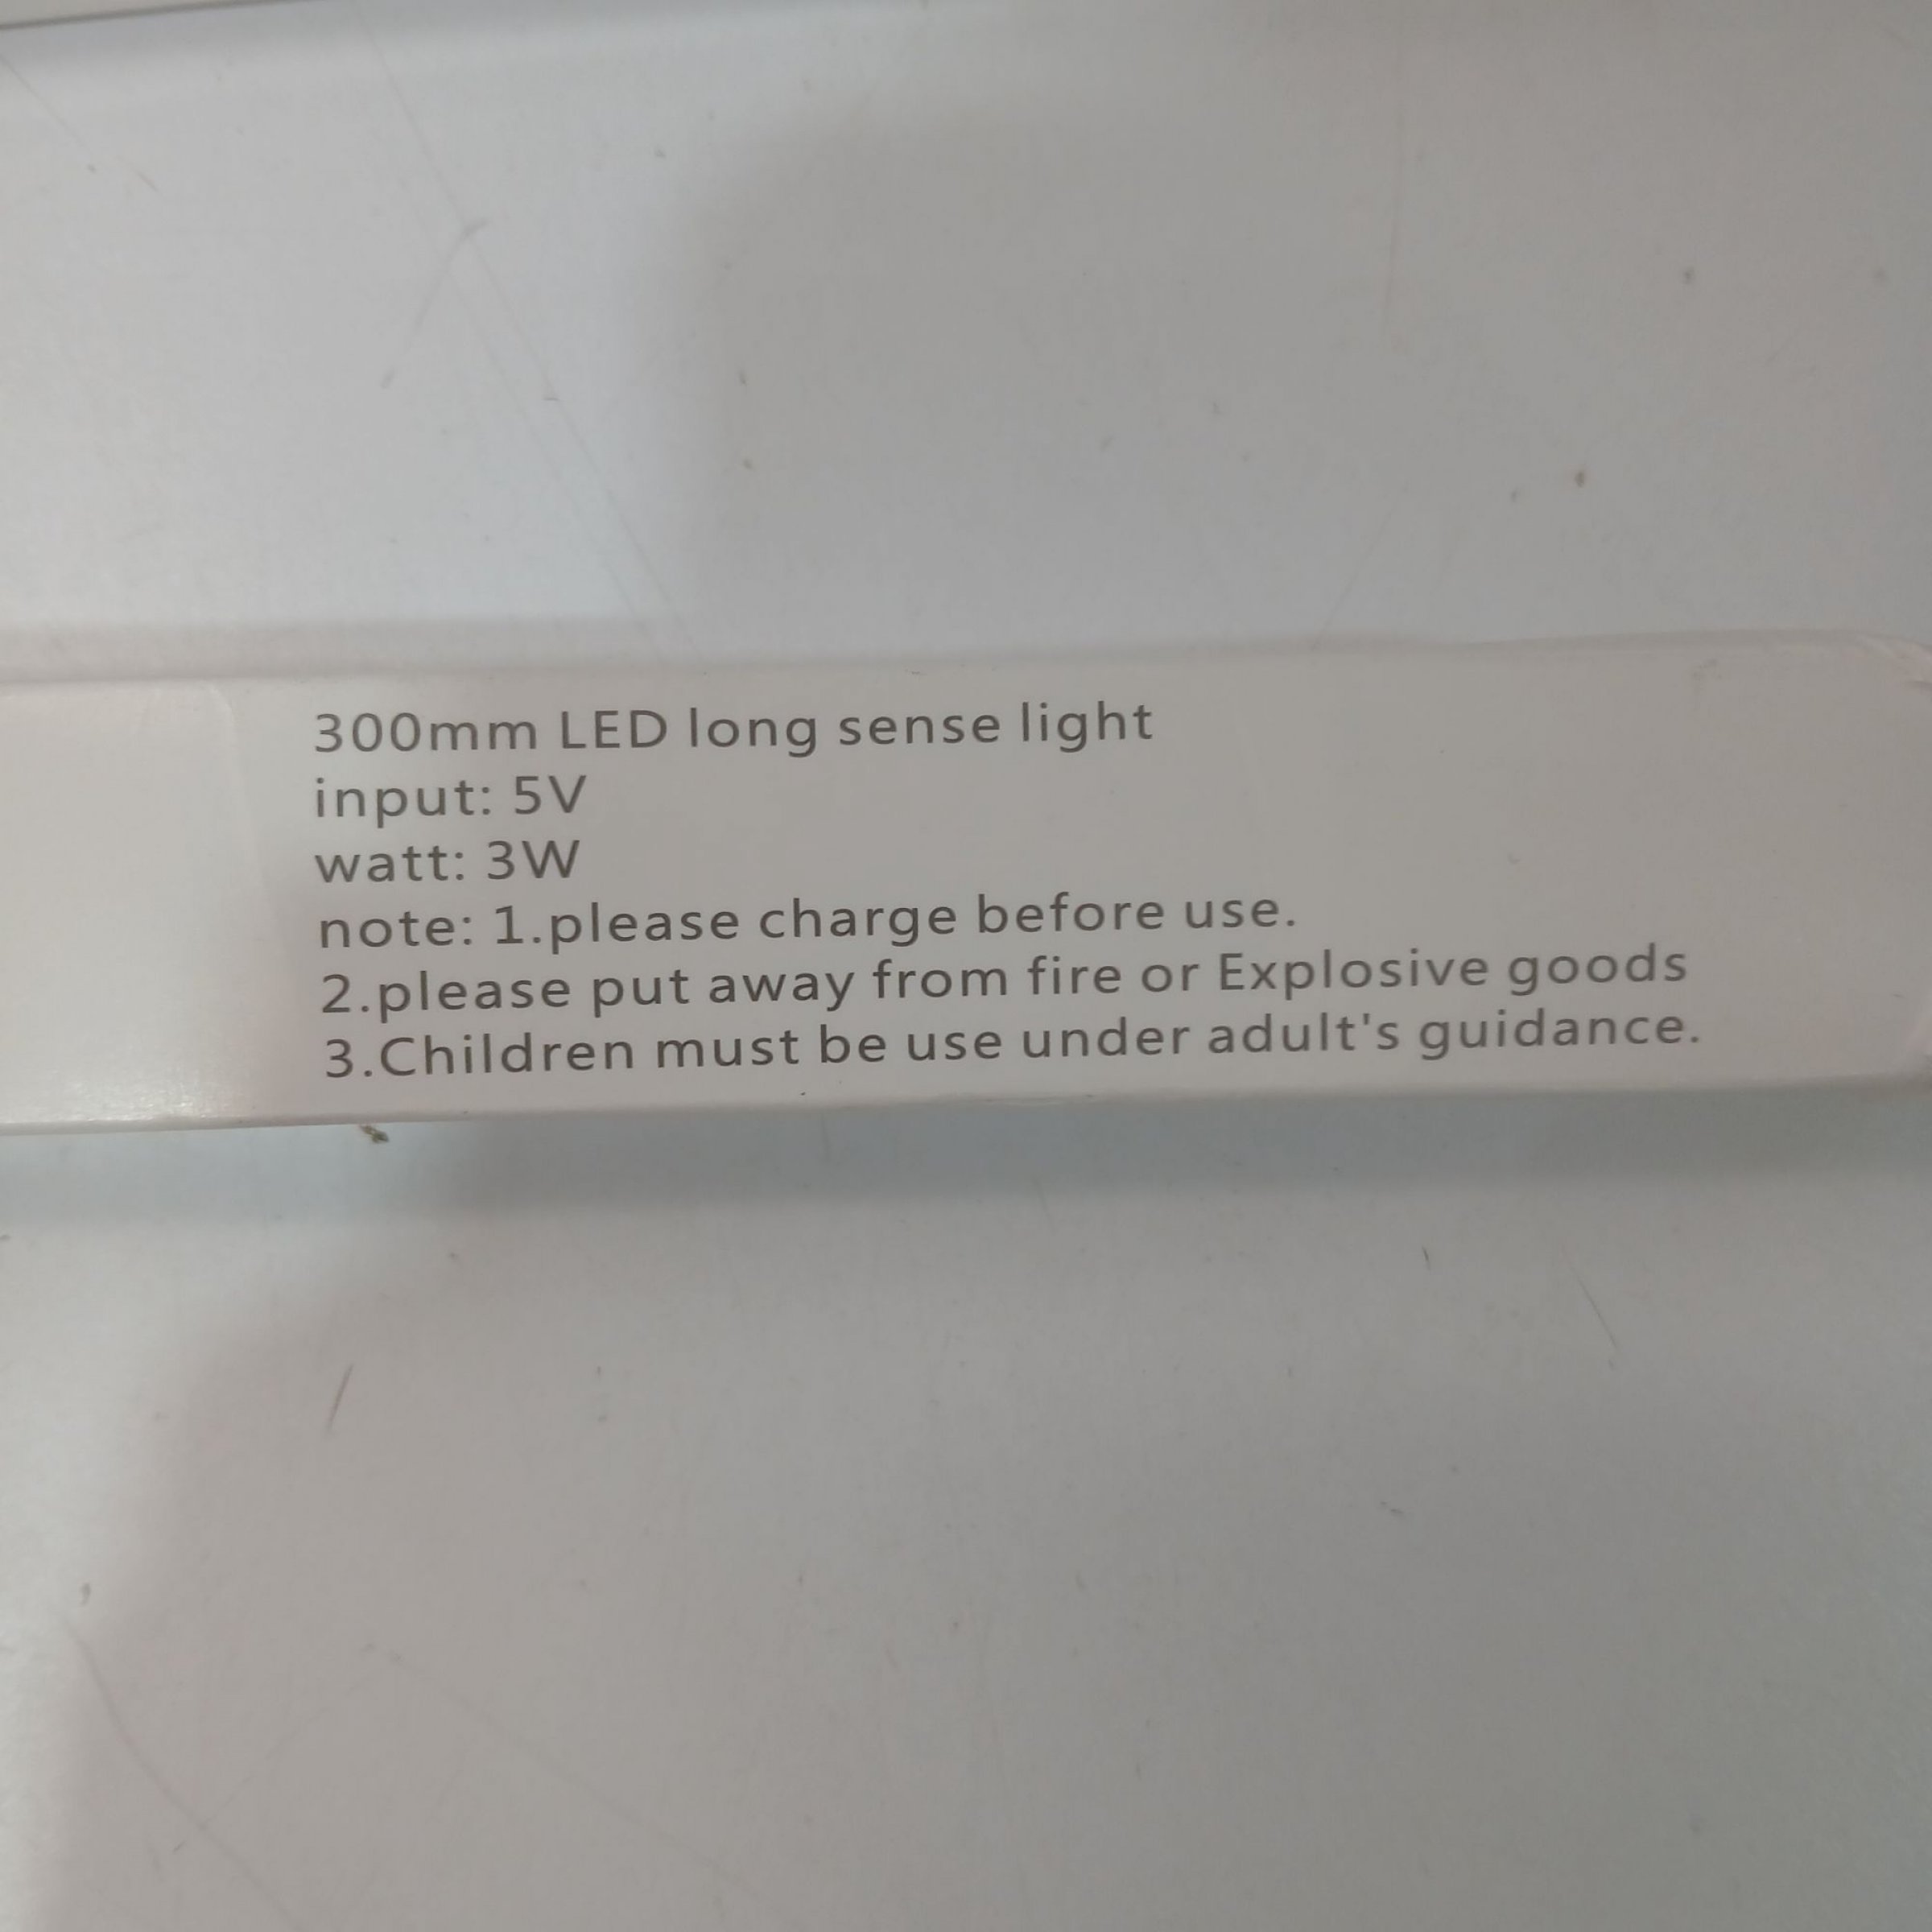 300mm LED long sense light
input: 5V
watt: 3W
note: 1.please charge before use.
2.please put away from fire or Explosive goods
3.Children must be use under adult's guidance.